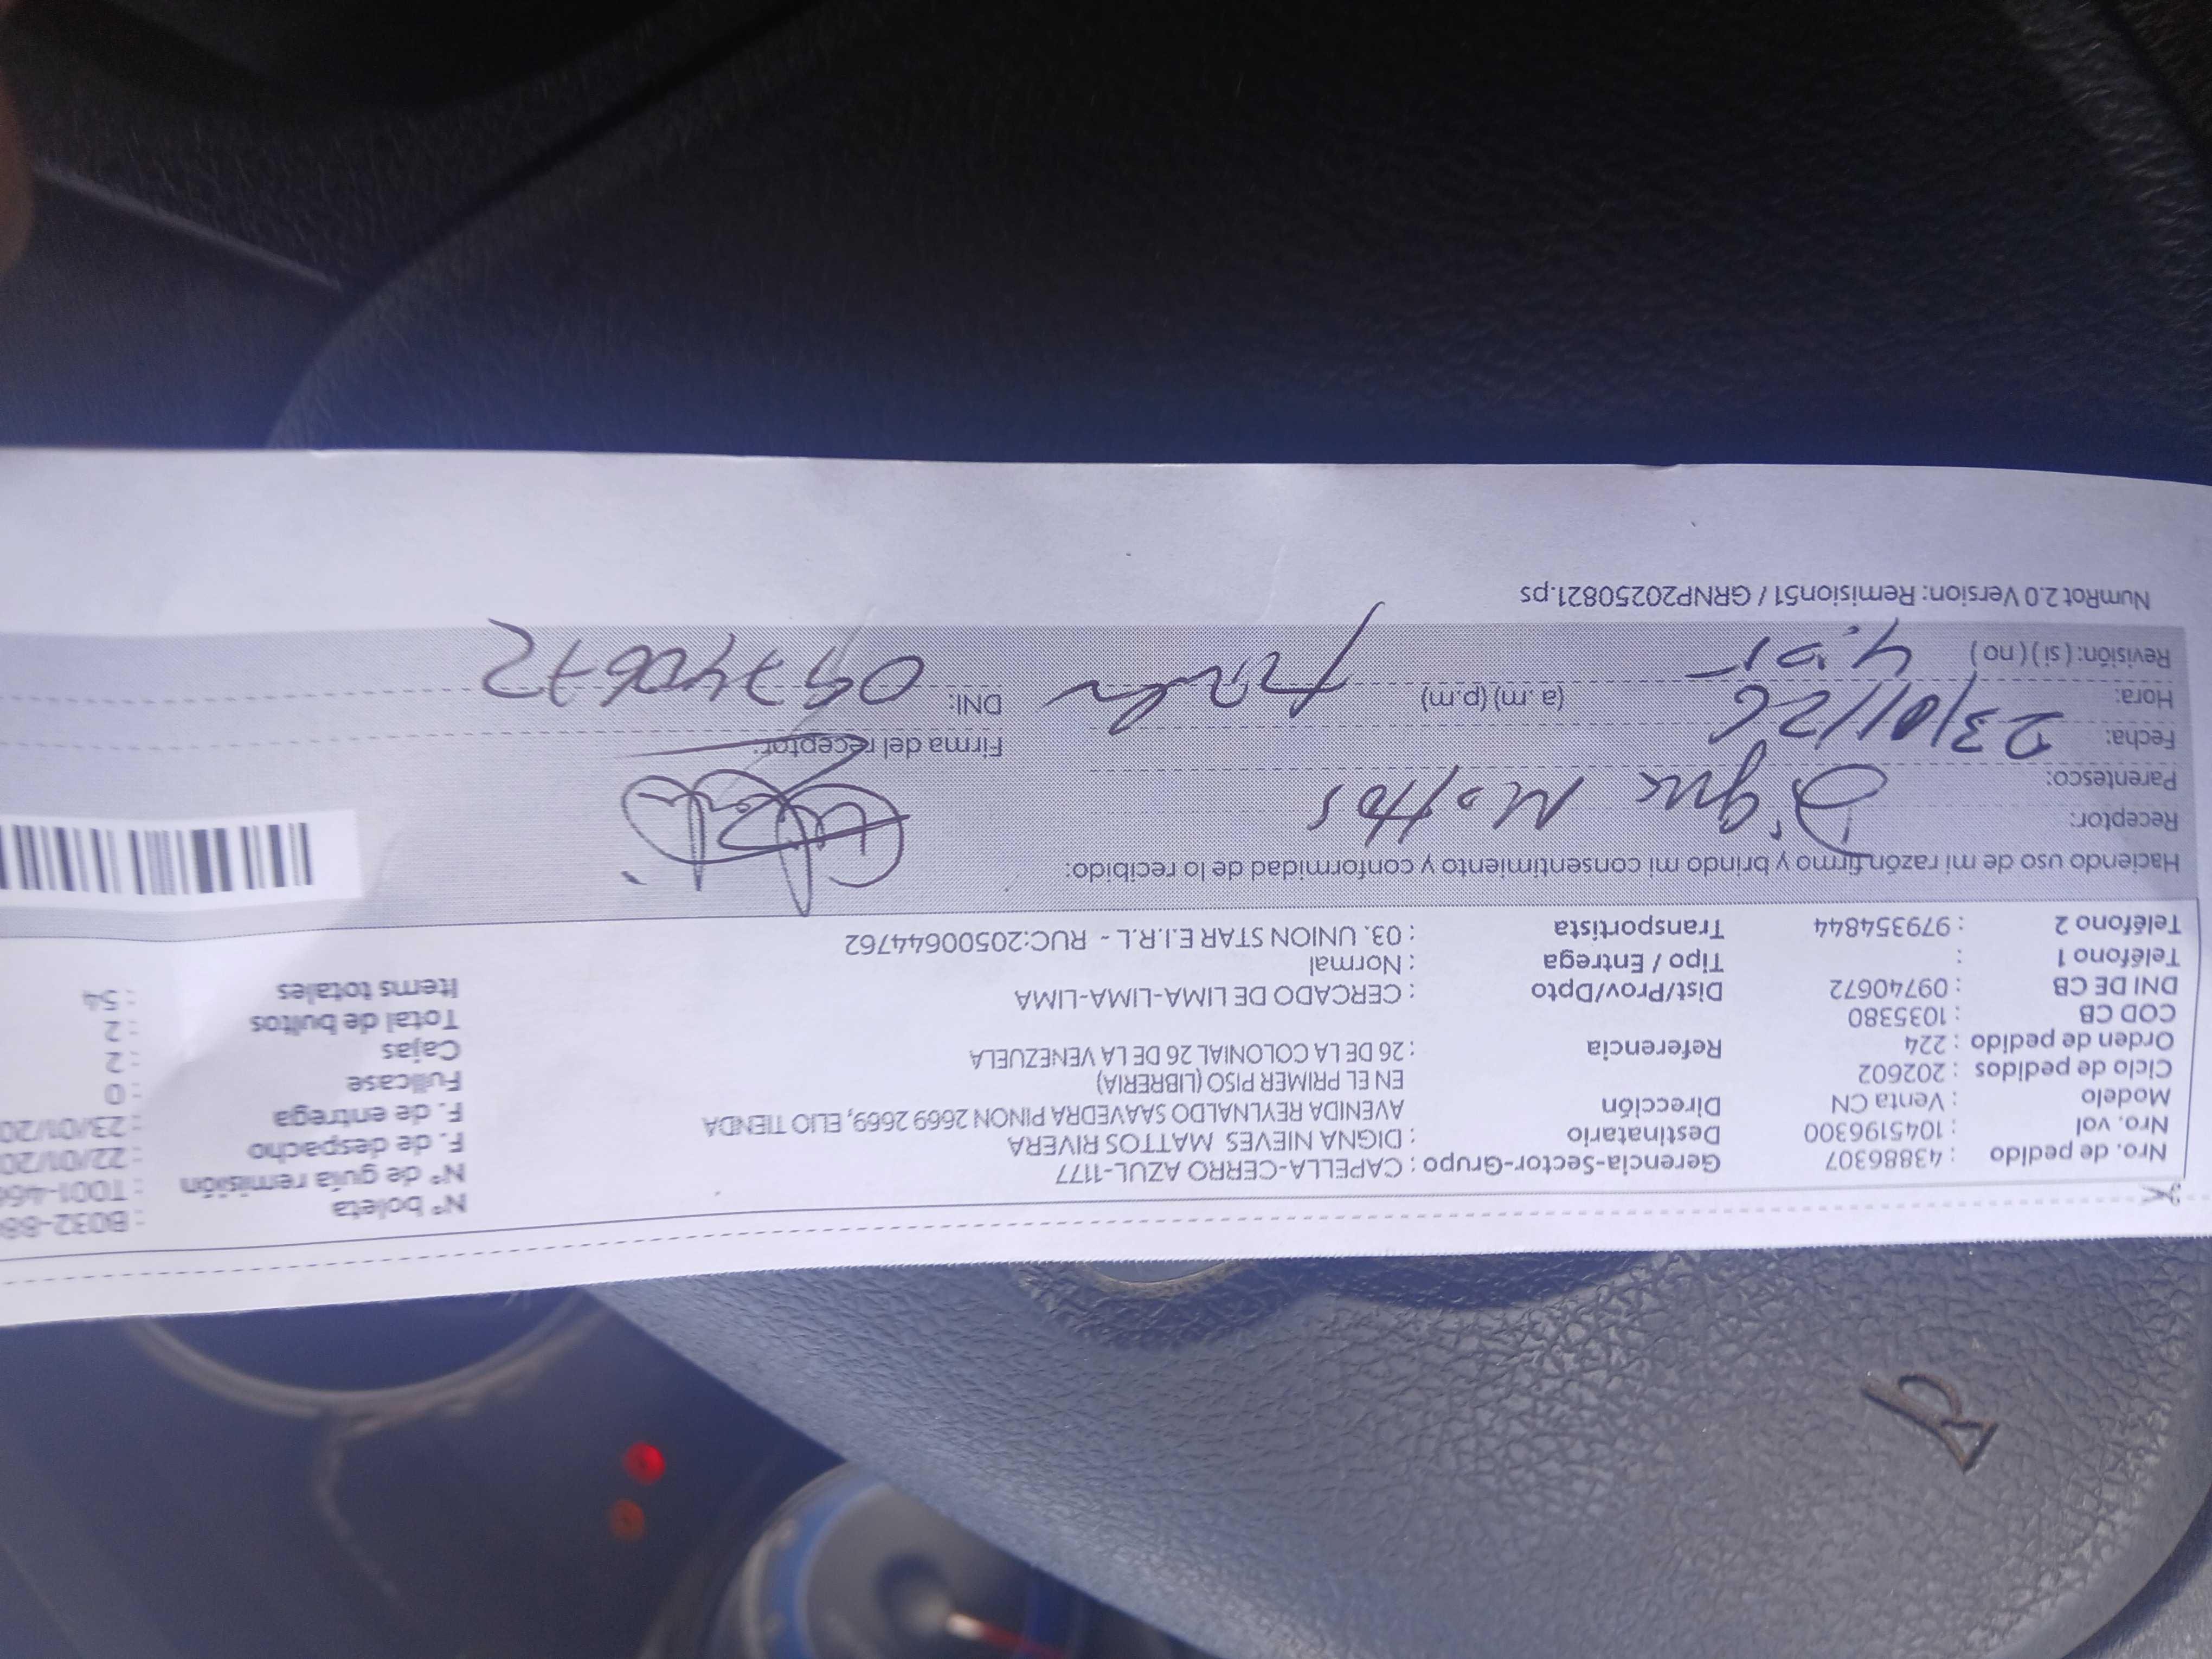 Nº boleta : B032-88
Nro. de pedido : 43886307 Gerencia-Sector-Grupo : CAPELLA-CERRO AZUL-1177 Nº de guía remisión : T001-46
Nro. vol : 1045196300 Destinatario : DIGNA NIEVES MATTOS RIVERA F. de despacho : 22/01/20
Modelo : Venta CN Dirección AVENIDA REYLNALDO SAAVEDRA PINON 2669 2669, ELIO TIENDA F. de entrega : 23/01/20
Ciclo de pedidos : 202602 EN EL PRIMER PISO (LIBRERIA) Fullcase : 0
Orden de pedido : 224 Referencia : 26 DE LA COLONIAL 26 DE LA VENEZUELA Cajas : 2
COD CB : 1035380 Total de bultos : 2
DNI DE CB : 09740672 Dist/Prov/Dpto : CERCADO DE LIMA-LIMA-LIMA Items totales : 54
Teléfono 1 : Tipo / Entrega : Normal
Teléfono 2 : 979354844 Transportista : 03. UNION STAR E.I.R.L - RUC:20500644762
Haciendo uso de mi razón firmo y brindo mi consentimiento y conformidad de lo recibido:
Receptor: Digna Mattos
Parentesco:
Fecha: 23/01/26 Firma del receptor:
Hora: (a.m) (p.m) DNI: 09740672
Revisión: ( si ) ( no )
NumRot 2.0 Version: Remision51 / GRNP20250821.ps